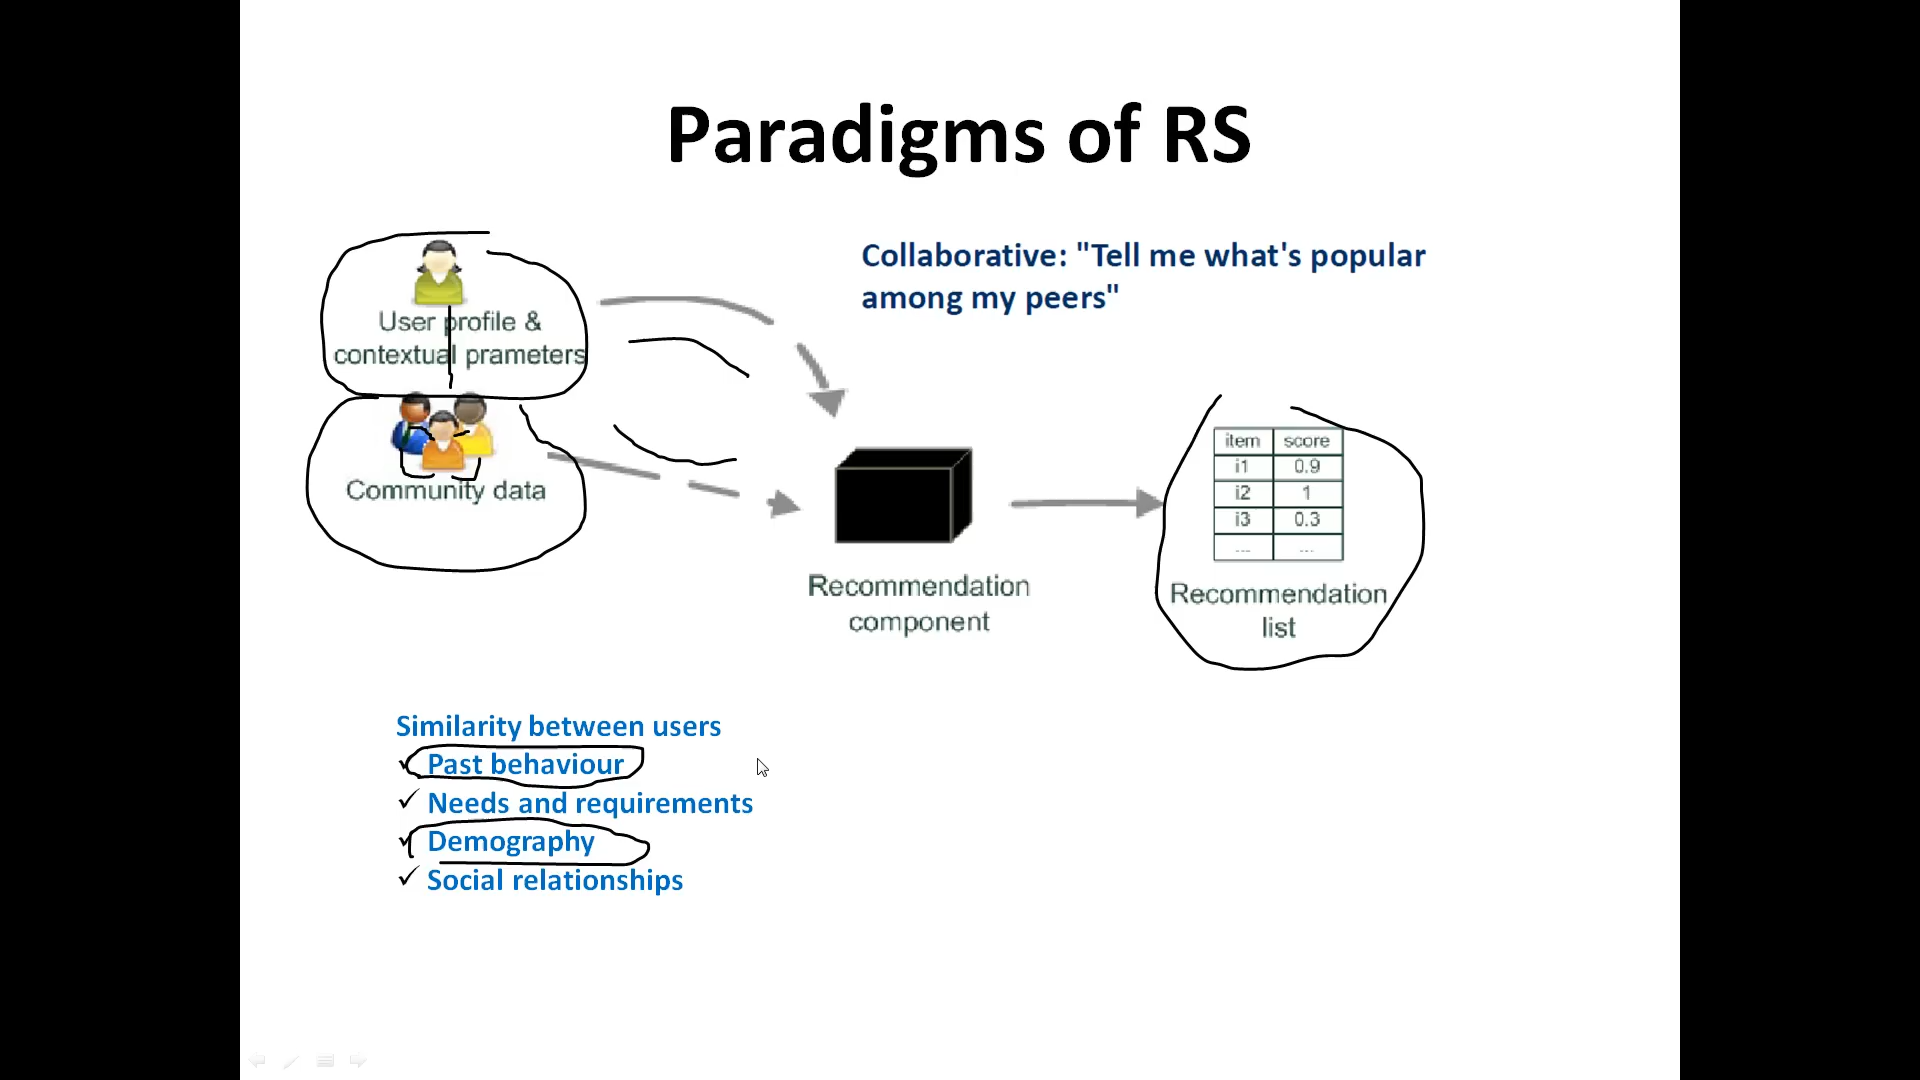 Paradigms of RS
Collaborative: "Tell me what's popular
among my peers"
User profile &
contextual prameters
Community data
Recommendation
component
item score
i1 0.9
i2 1
i3 0.3
... ...
Recommendation
list
Similarity between users
✓ Past behaviour
✓ Needs and requirements
✓ Demography
✓ Social relationships